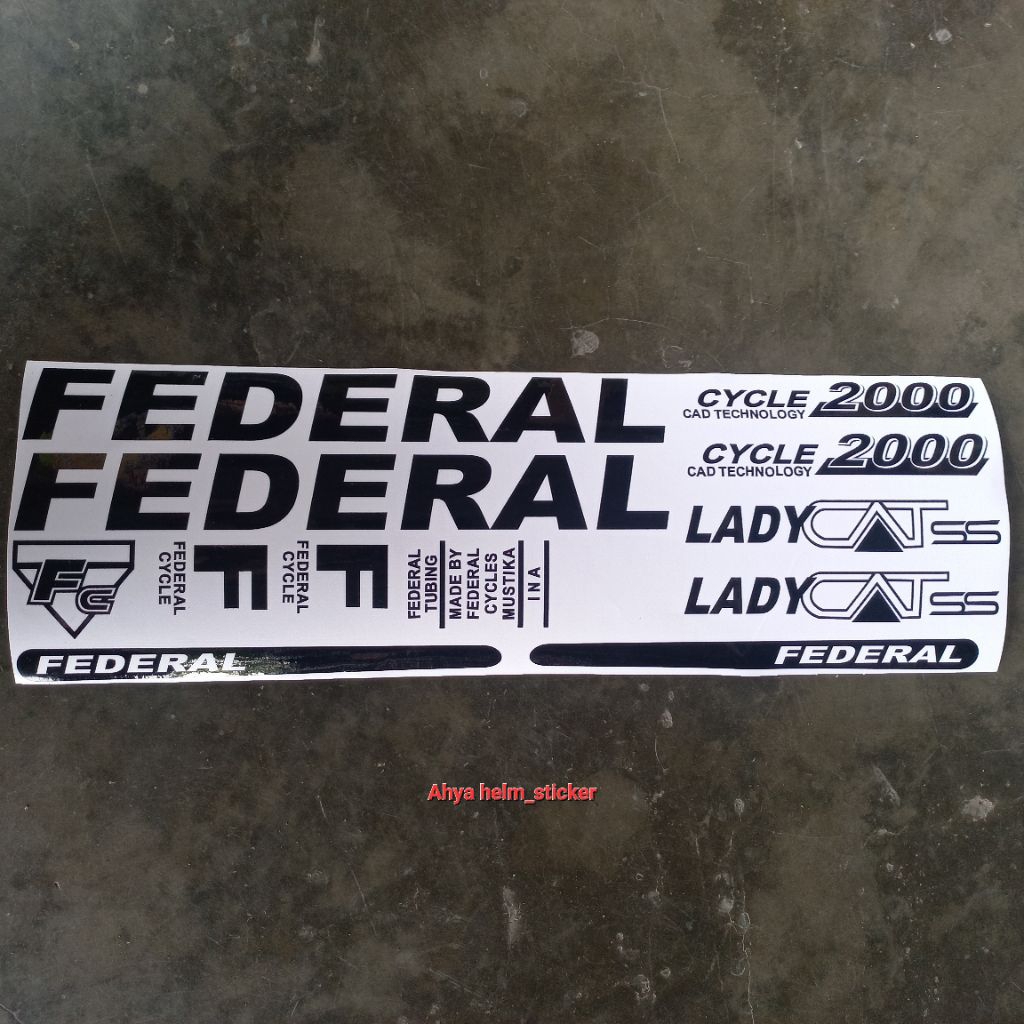 FEDERAL
FEDERAL
CYCLE 2000
CAD TECHNOLOGY
CYCLE 2000
CAD TECHNOLOGY
LADY CAT SS
LADY CAT SS
FC
FEDERAL
CYCLE
F
FEDERAL
CYCLE
F
FEDERAL
TUBING
MADE BY
FEDERAL
CYCLES
MUSTIKA
INA
FEDERAL
FEDERAL
Ahya helm_sticker